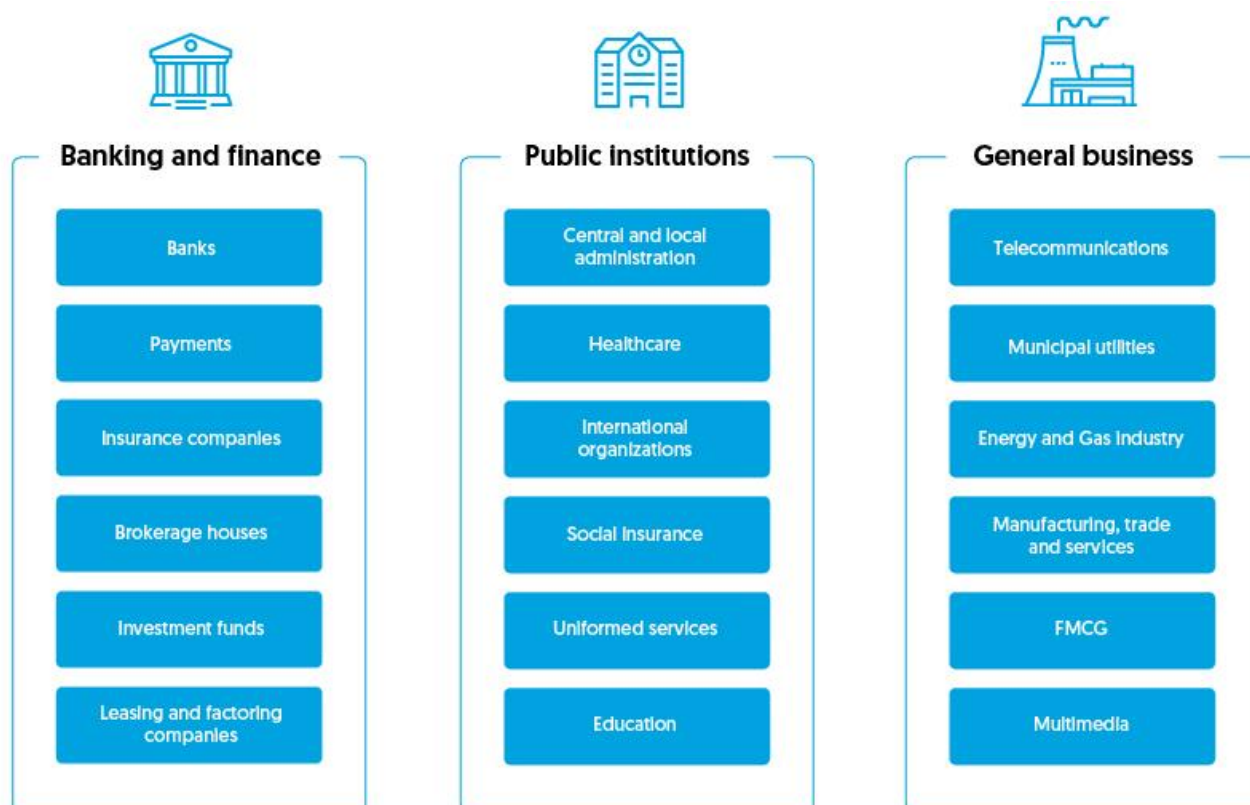 Banking and finance
Banks
Payments
Insurance companies
Brokerage houses
Investment funds
Leasing and factoring
companies
Public institutions
Central and local
administration
Healthcare
International
organizations
Social Insurance
Uniformed services
Education
General business
Telecommunications
Municipal utilities
Energy and Gas Industry
Manufacturing, trade
and services
FMCG
Multimedia